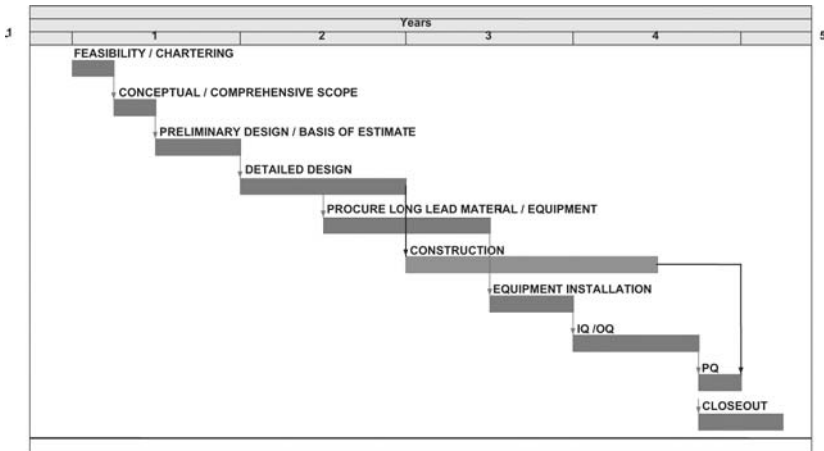 Years
-1 1 2 3 4 5
FEASIBILITY / CHARTERING
CONCEPTUAL / COMPREHENSIVE SCOPE
PRELIMINARY DESIGN / BASIS OF ESTIMATE
DETAILED DESIGN
PROCURE LONG LEAD MATERIAL / EQUIPMENT
CONSTRUCTION
EQUIPMENT INSTALLATION
IQ /OQ
PQ
CLOSEOUT